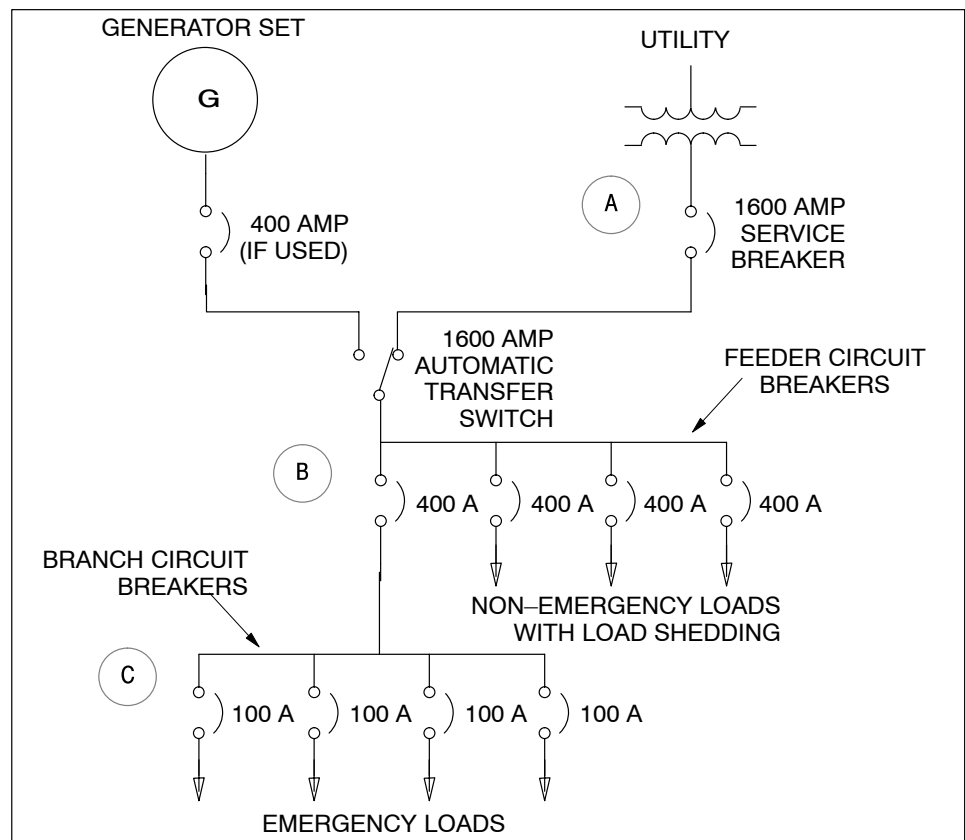 GENERATOR SET
G
400 AMP
(IF USED)
UTILITY
A
1600 AMP
SERVICE
BREAKER
1600 AMP
AUTOMATIC
TRANSFER
SWITCH
FEEDER CIRCUIT
BREAKERS
B
400 A
400 A
400 A
400 A
NON–EMERGENCY LOADS
WITH LOAD SHEDDING
BRANCH CIRCUIT
BREAKERS
C
100 A
100 A
100 A
100 A
EMERGENCY LOADS